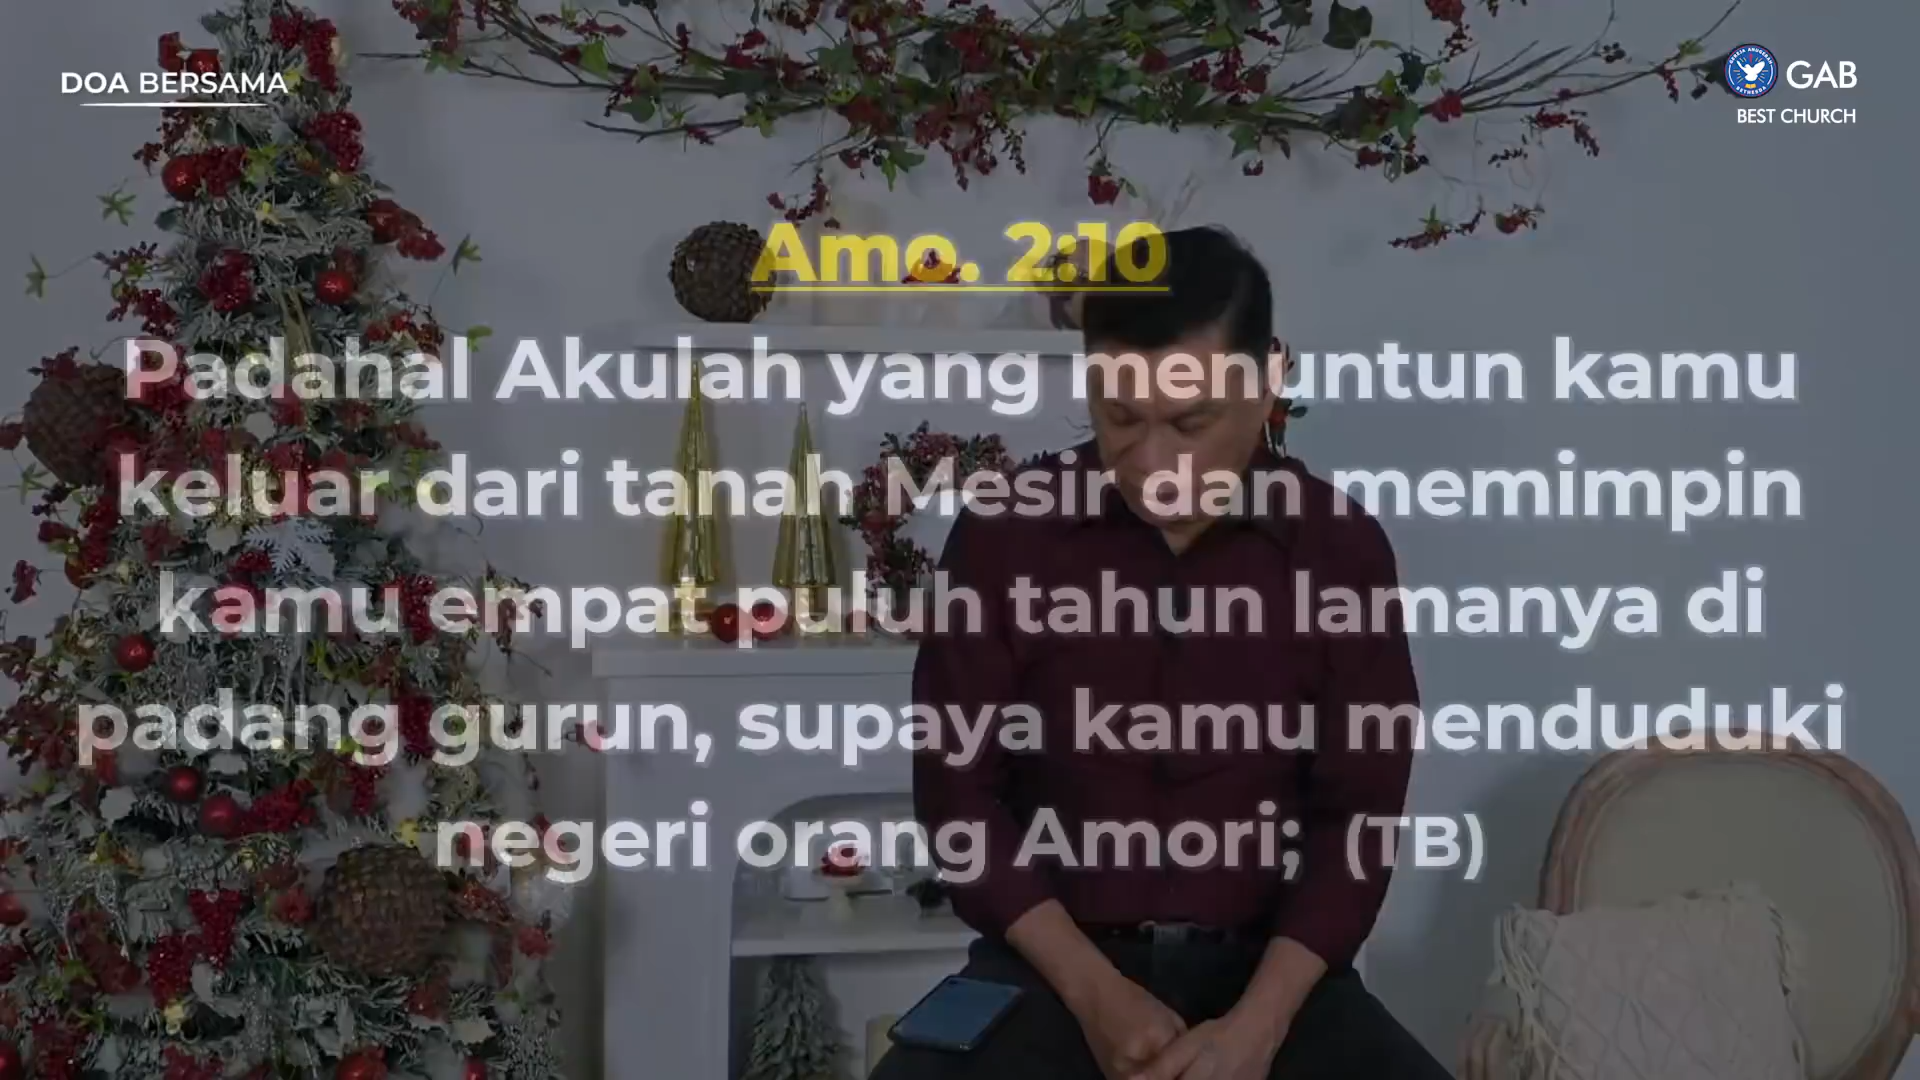 DOA BERSAMA
GAB
BEST CHURCH
Amo. 2:10
Padahal Akulah yang menuntun kamu
keluar dari tanah Mesir dan memimpin
kamu empat puluh tahun lamanya di
padang gurun, supaya kamu menduduki
negeri orang Amori; (TB)